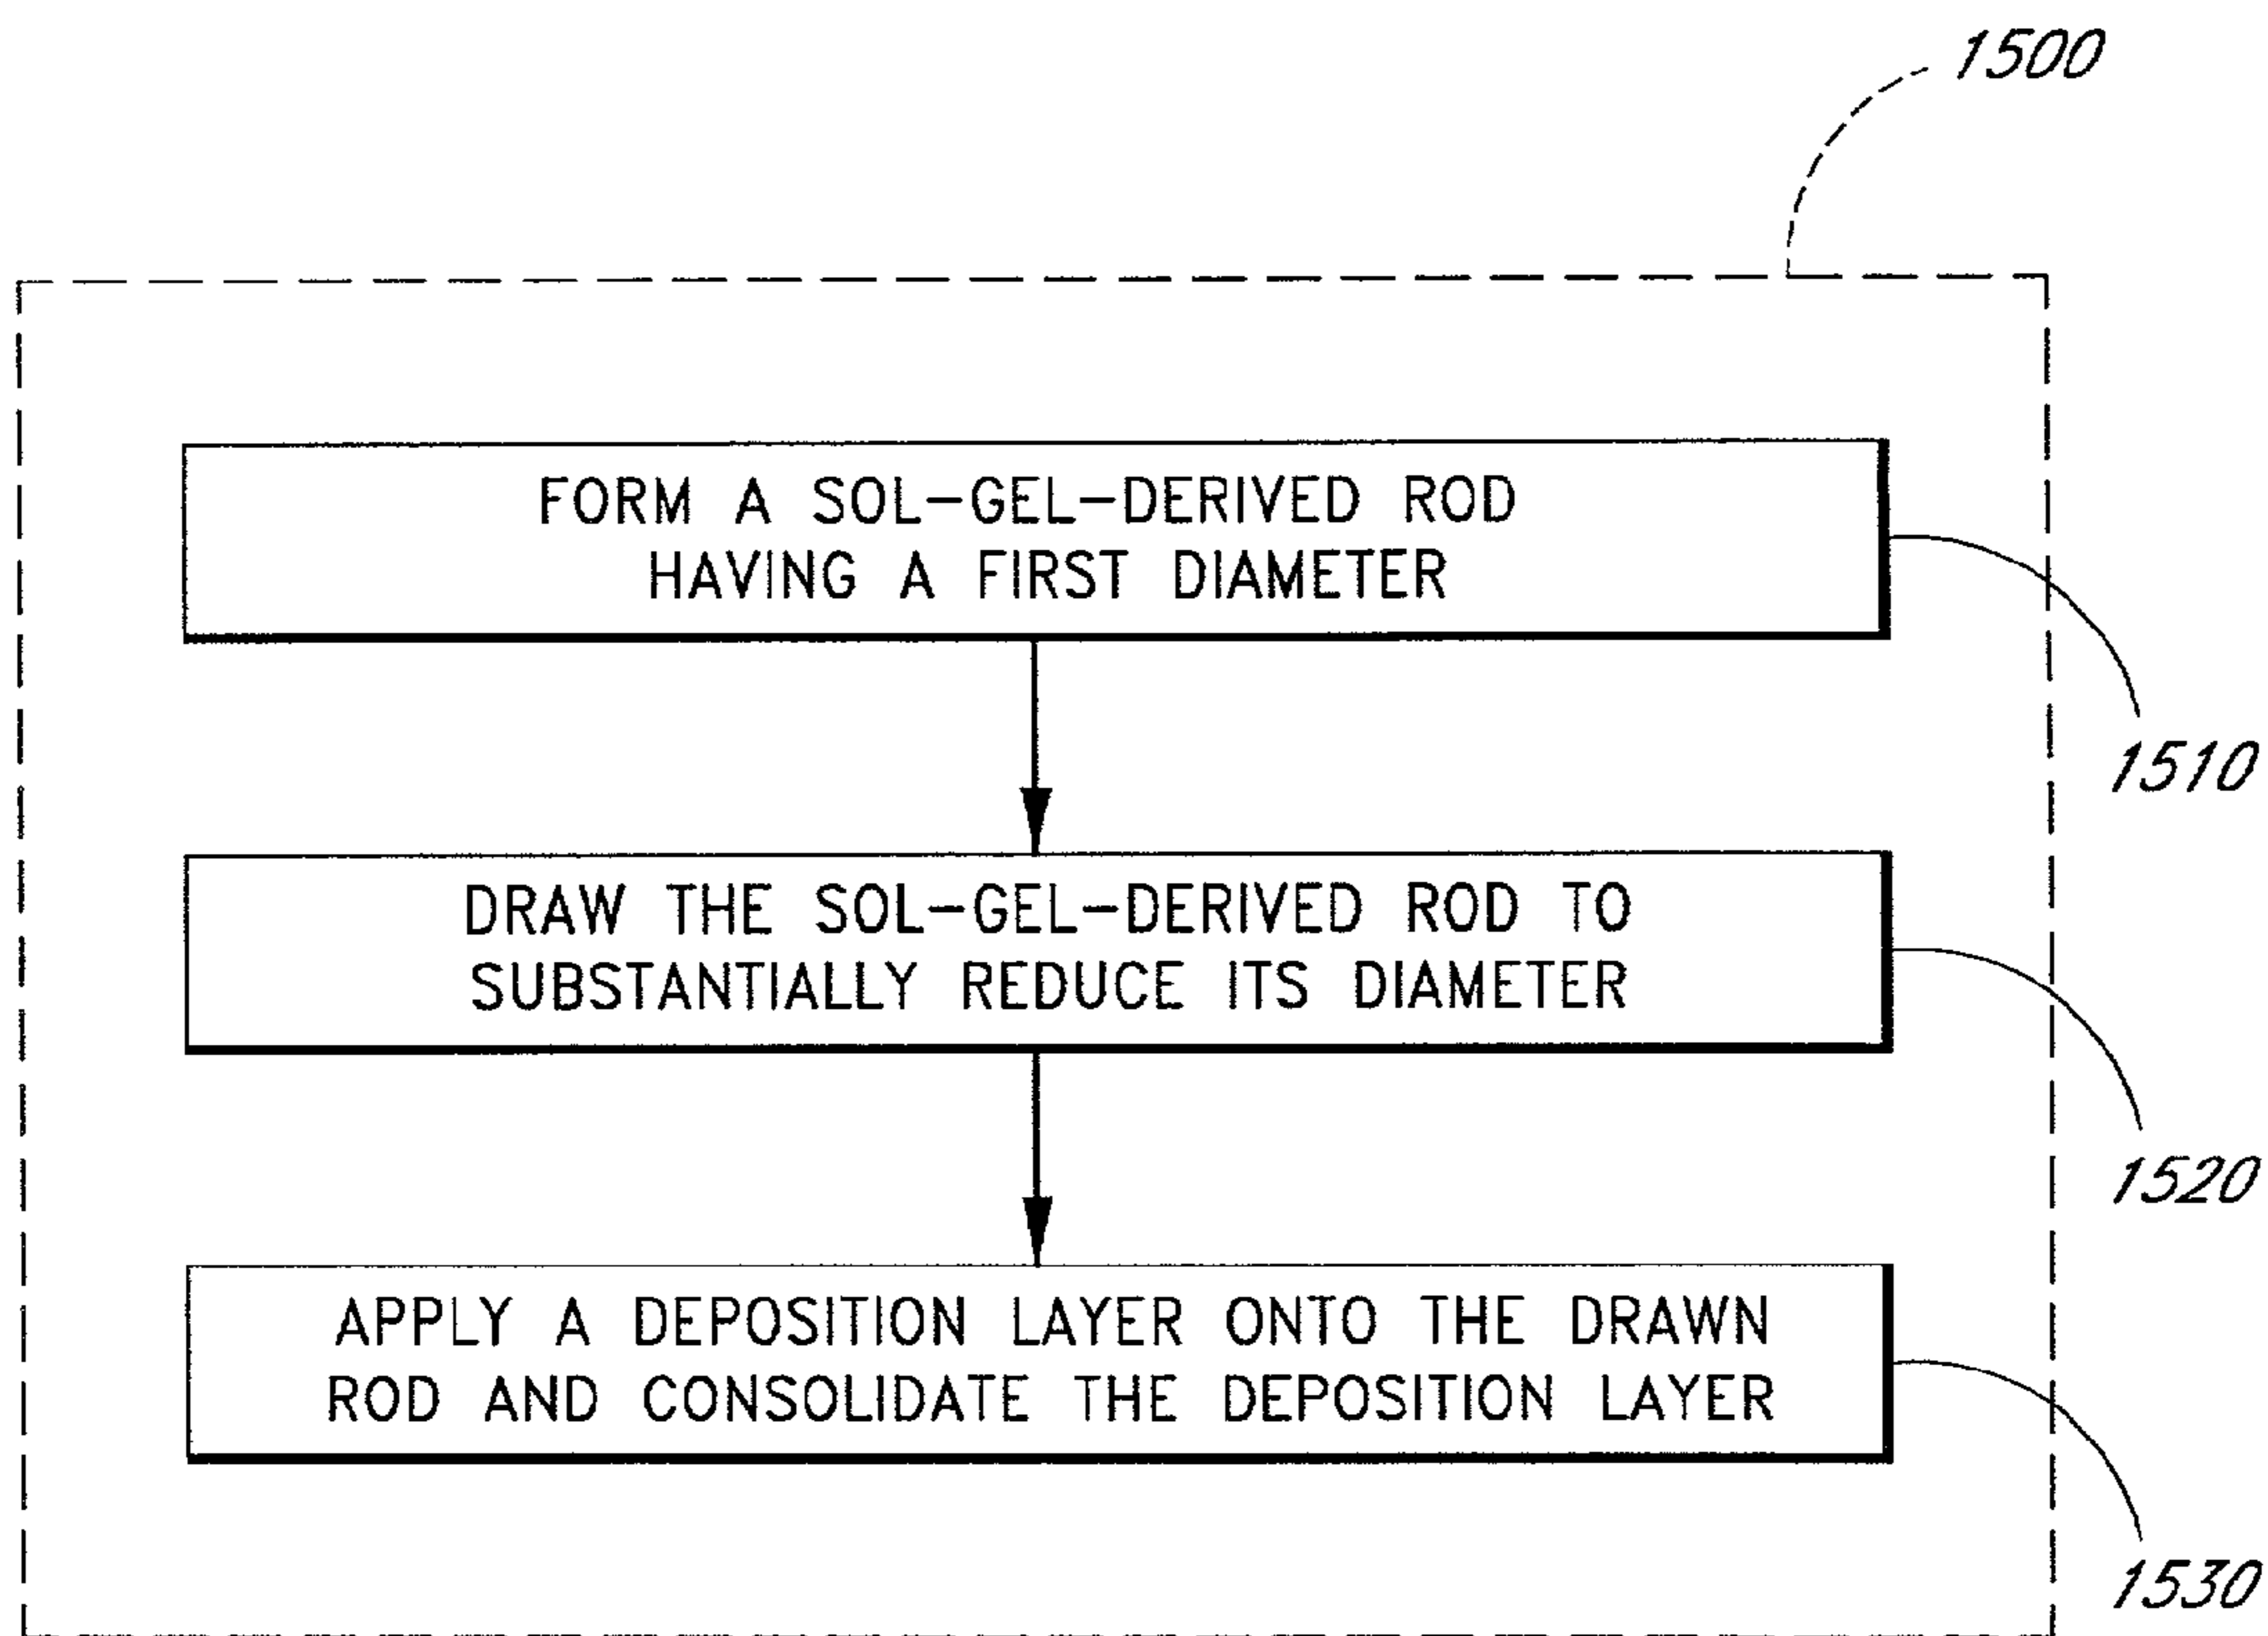 1500
FORM A SOL-GEL-DERIVED ROD
HAVING A FIRST DIAMETER
1510
DRAW THE SOL-GEL-DERIVED ROD TO
SUBSTANTIALLY REDUCE ITS DIAMETER
1520
APPLY A DEPOSITION LAYER ONTO THE DRAWN
ROD AND CONSOLIDATE THE DEPOSITION LAYER
1530